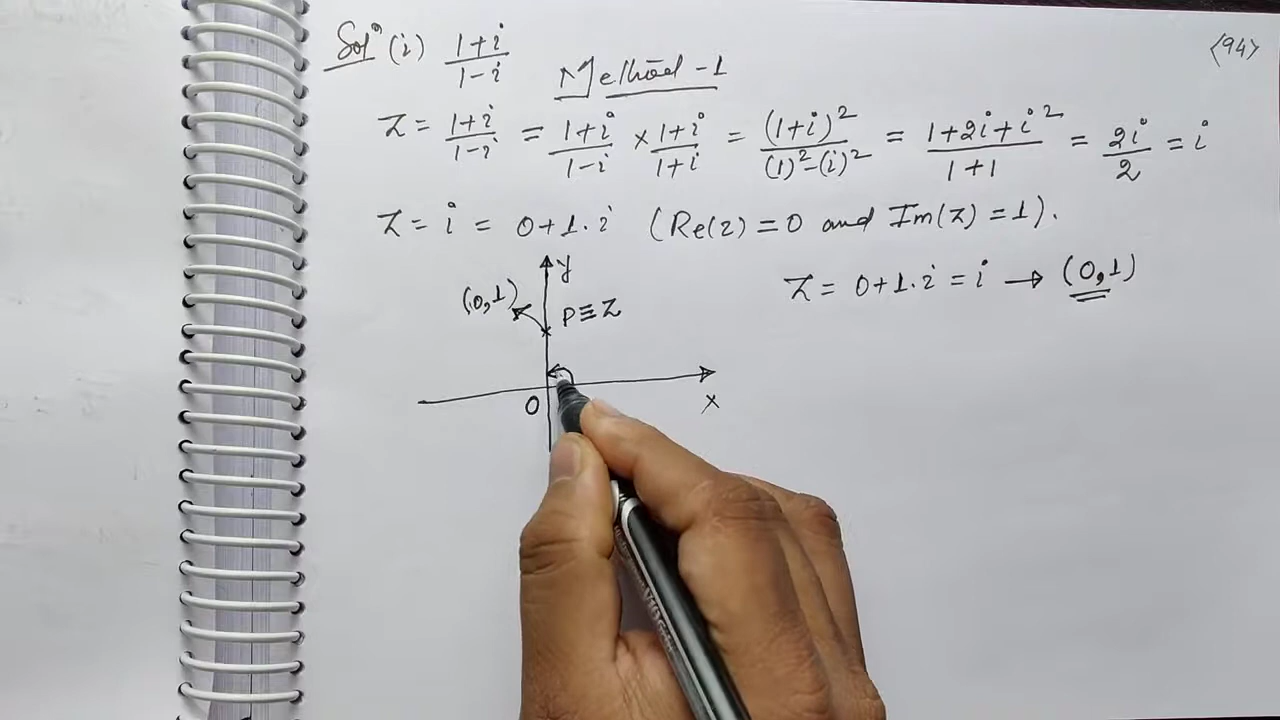 Solⁿ (i) (1+i)/(1-i)
Method-1
<94>
Z = (1+i)/(1-i) = (1+i)/(1-i) × (1+i)/(1+i) = (1+i)²/((1)²-(i)²) = (1+2i+i²)/(1+1) = 2i/2 = i
Z = i = 0+1.i (Re(z) = 0 and Im(z) = 1).
Z = 0+1.i = i → (0,1)
y
(0,1)
P≡Z
O
x